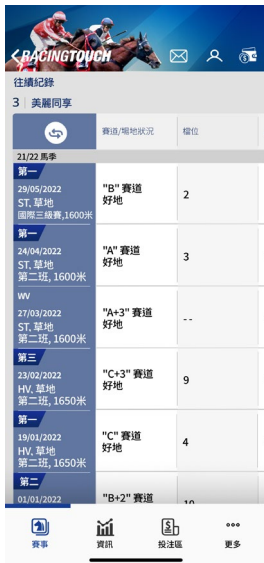 RACINGTOUCH
往績紀錄
3 美麗同享
賽道/場地狀況 檔位
21/22 馬季
第一
29/05/2022
ST, 草地
國際三級賽,1600米
"B" 賽道
好地
2
第一
24/04/2022
ST, 草地
第二班, 1600米
"A" 賽道
好地
3
WV
27/03/2022
ST, 草地
第二班, 1600米
"A+3" 賽道
好地
--
第三
23/02/2022
HV, 草地
第二班, 1650米
"C+3" 賽道
好地
9
第一
19/01/2022
HV, 草地
第二班, 1650米
"C" 賽道
好地
4
第二
01/01/2022
"B+2" 賽道
10
賽事
資訊
投注區
更多